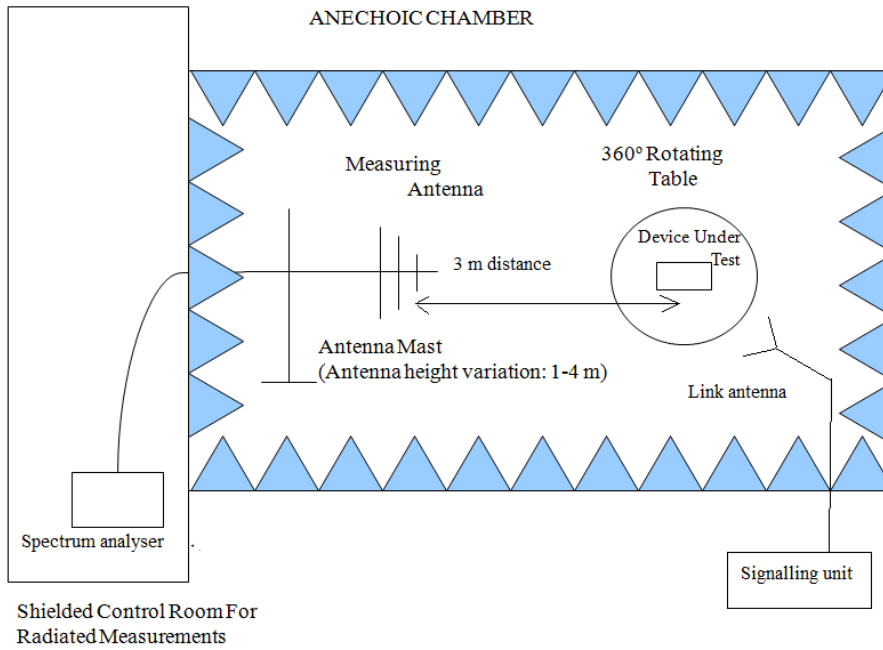 ANECHOIC CHAMBER
Measuring
Antenna
360º Rotating
Table
Device Under
Test
3 m distance
Antenna Mast
(Antenna height variation: 1-4 m)
Link antenna
Spectrum analyser
Signalling unit
Shielded Control Room For
Radiated Measurements